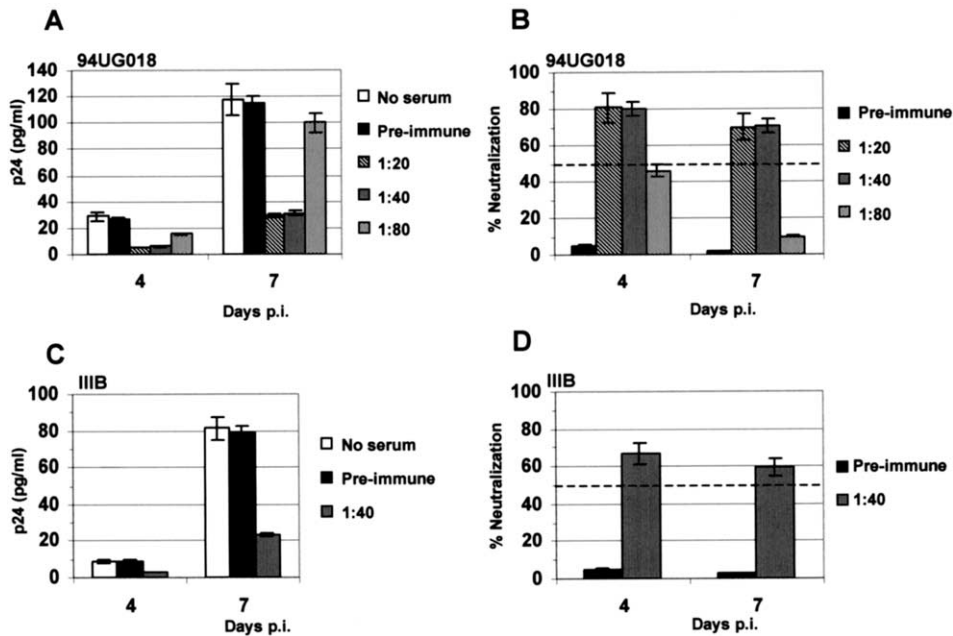 A
94UG018
p24 (pg/ml)
140
120
100
80
60
40
20
0
4
7
Days p.i.
No serum
Pre-immune
1:20
1:40
1:80
B
94UG018
% Neutralization
100
80
60
40
20
0
4
7
Days p.i.
Pre-immune
1:20
1:40
1:80
C
IIIB
p24 (pg/ml)
100
80
60
40
20
0
4
7
Days p.i.
No serum
Pre-immune
1:40
D
IIIB
% Neutralization
100
80
60
40
20
0
4
7
Days p.i.
Pre-immune
1:40